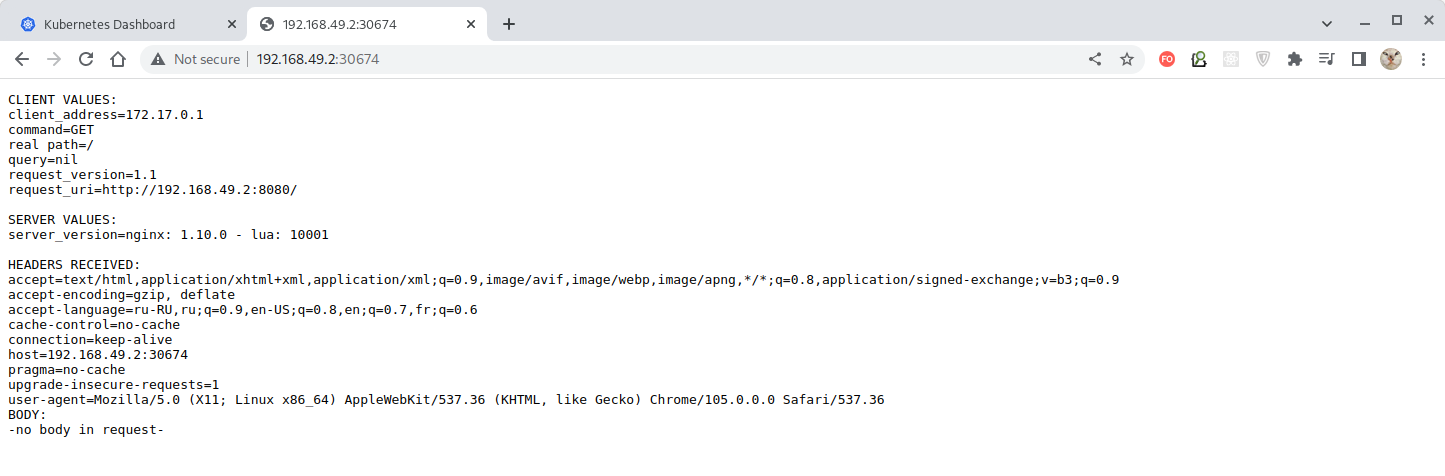 Kubernetes Dashboard
192.168.49.2:30674
Not secure
192.168.49.2:30674
FO
CLIENT VALUES:
client_address=172.17.0.1
command=GET
real path=/
query=nil
request_version=1.1
request_uri=http://192.168.49.2:8080/
SERVER VALUES:
server_version=nginx: 1.10.0 - lua: 10001
HEADERS RECEIVED:
accept=text/html,application/xhtml+xml,application/xml;q=0.9,image/avif,image/webp,image/apng,*/*;q=0.8,application/signed-exchange;v=b3;q=0.9
accept-encoding=gzip, deflate
accept-language=ru-RU,ru;q=0.9,en-US;q=0.8,en;q=0.7,fr;q=0.6
cache-control=no-cache
connection=keep-alive
host=192.168.49.2:30674
pragma=no-cache
upgrade-insecure-requests=1
user-agent=Mozilla/5.0 (X11; Linux x86_64) AppleWebKit/537.36 (KHTML, like Gecko) Chrome/105.0.0.0 Safari/537.36
BODY:
-no body in request-